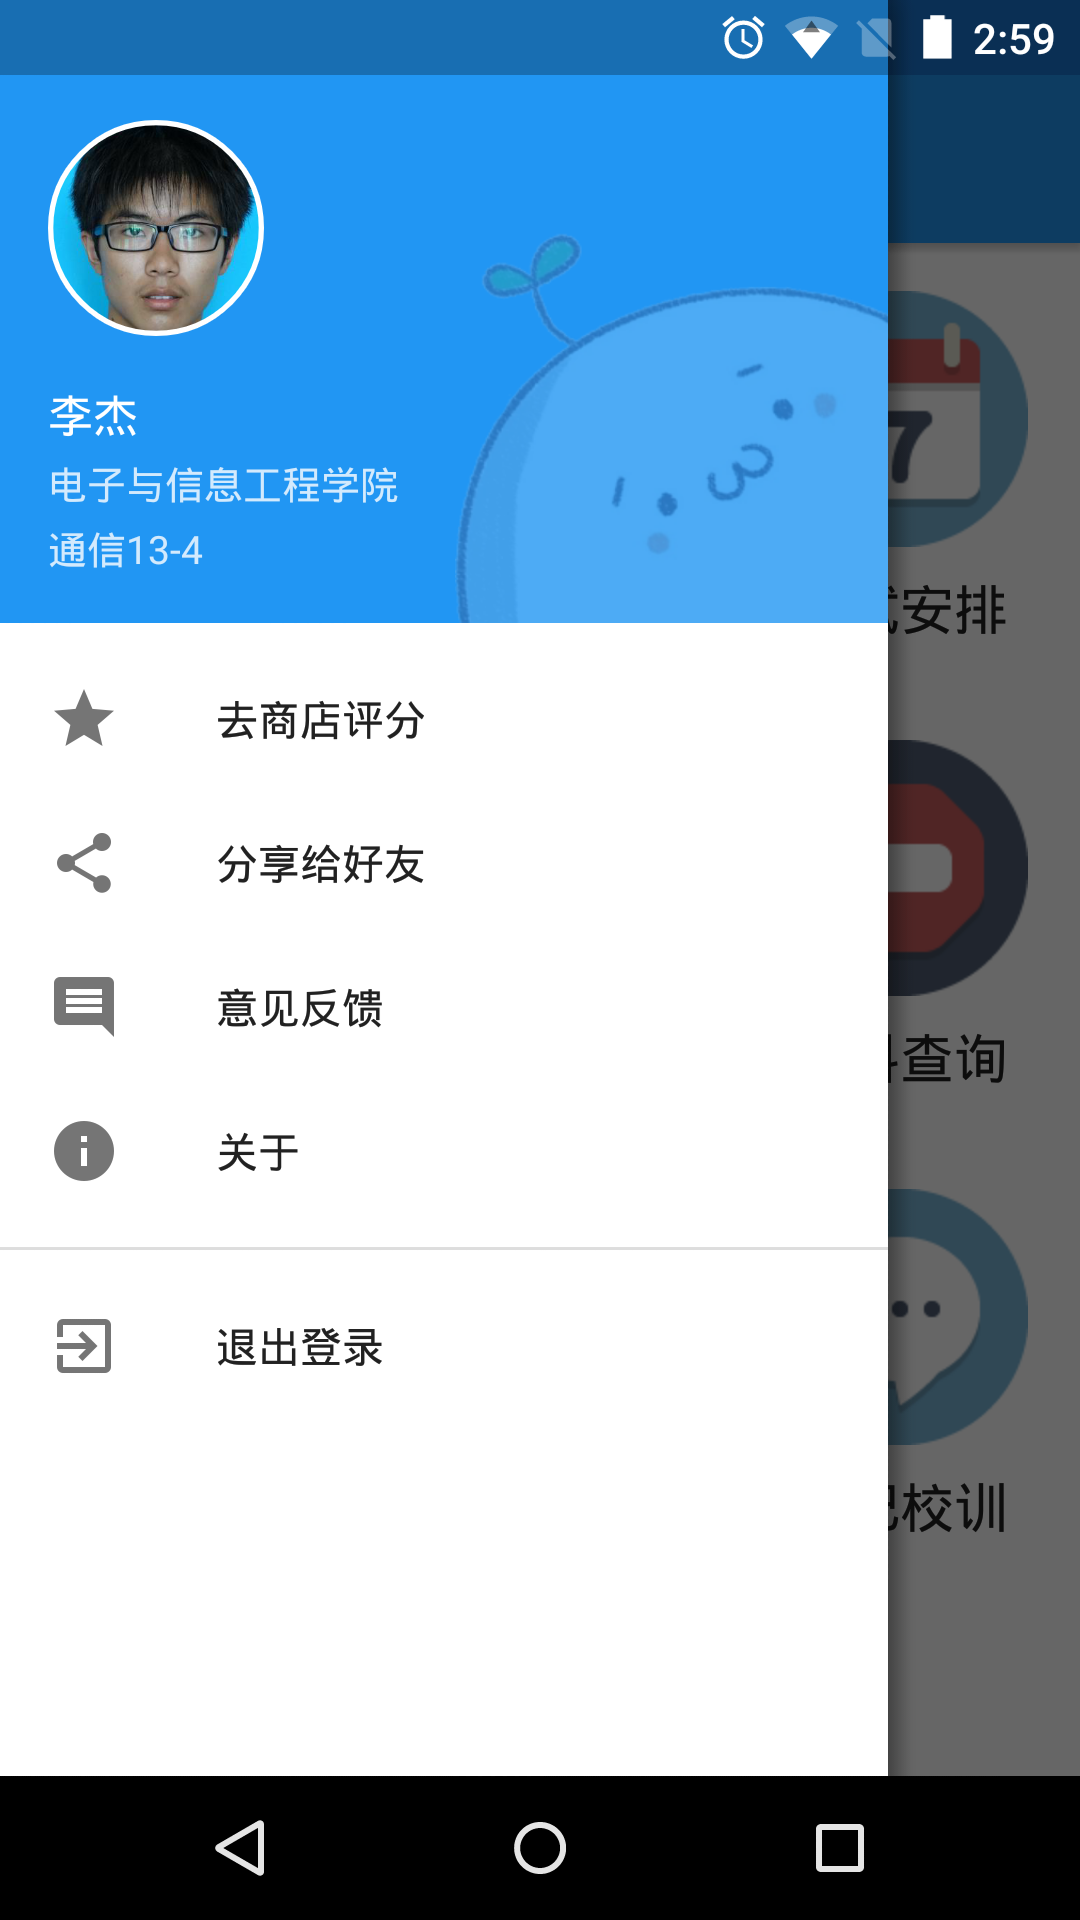 2:59
李杰
电子与信息工程学院
通信13-4
7
安排
去商店评分
分享给好友
查询
意见反馈
关于
退出登录
校训